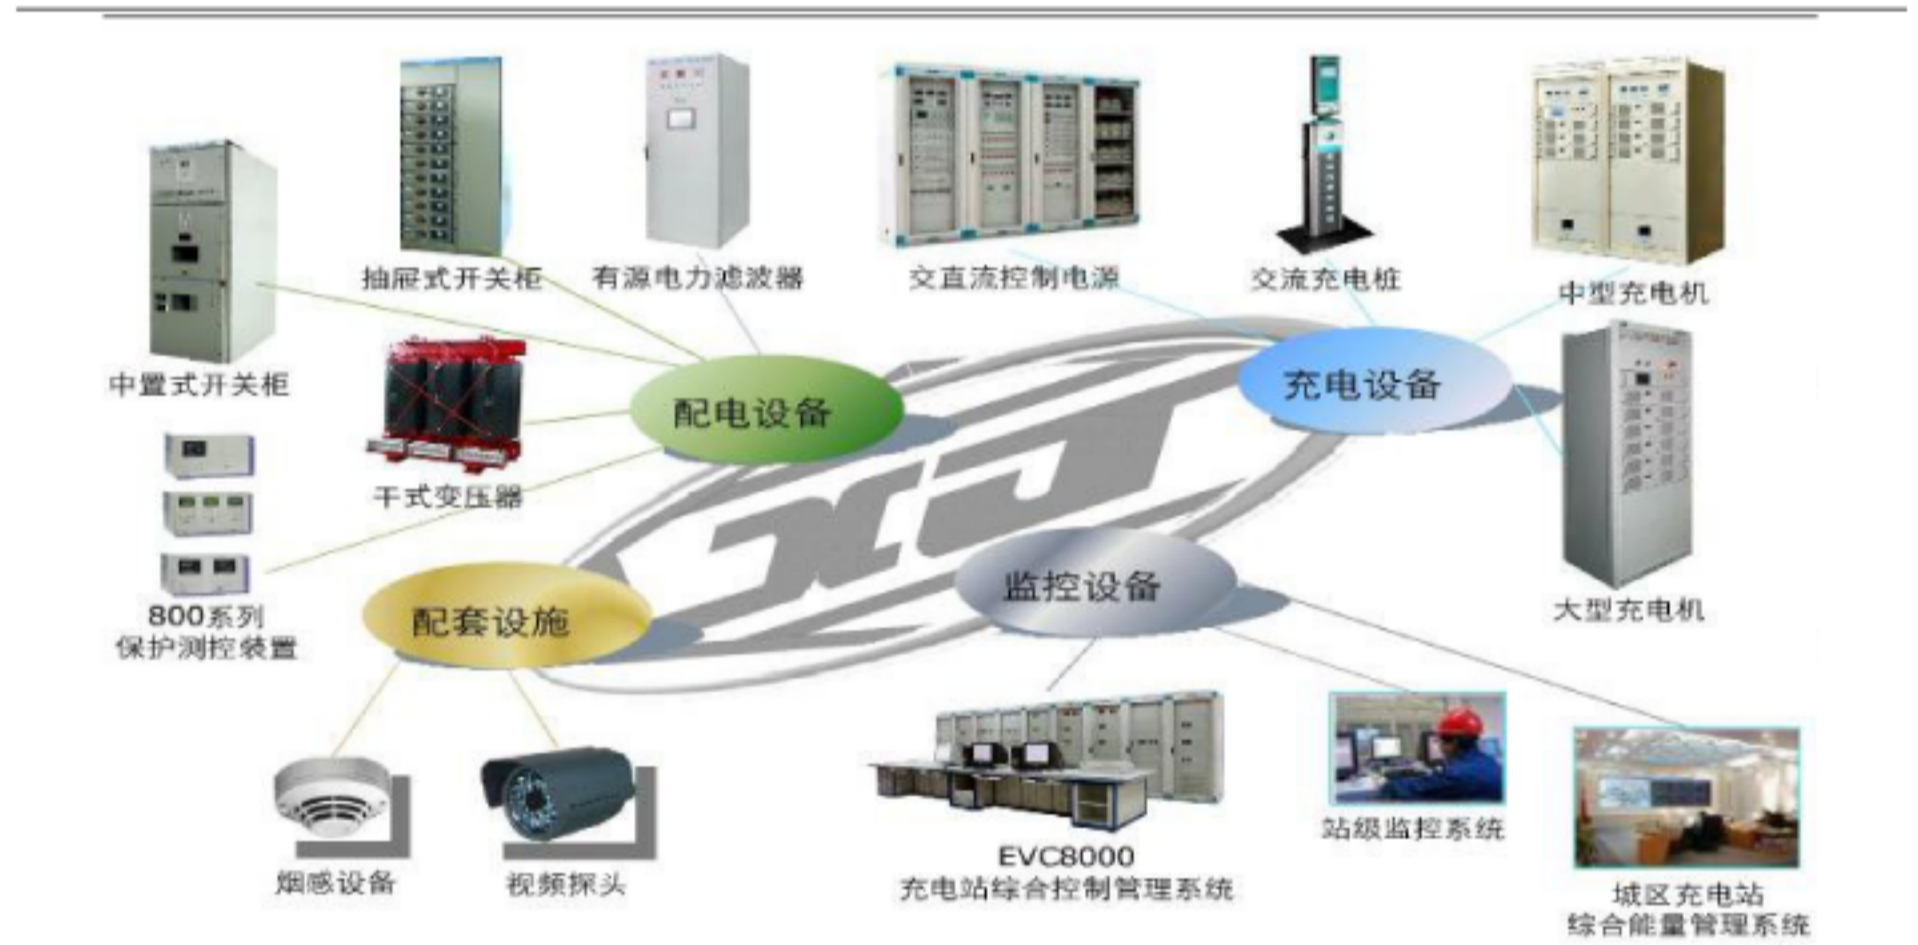 抽屉式开关柜
有源电力滤波器
交直流控制电源
交流充电桩
中型充电机
中置式开关柜
配电设备
充电设备
干式变压器
800系列
保护测控装置
配套设施
监控设备
大型充电机
烟感设备
视频探头
EVC8000
充电站综合控制管理系统
站级监控系统
城区充电站
综合能量管理系统